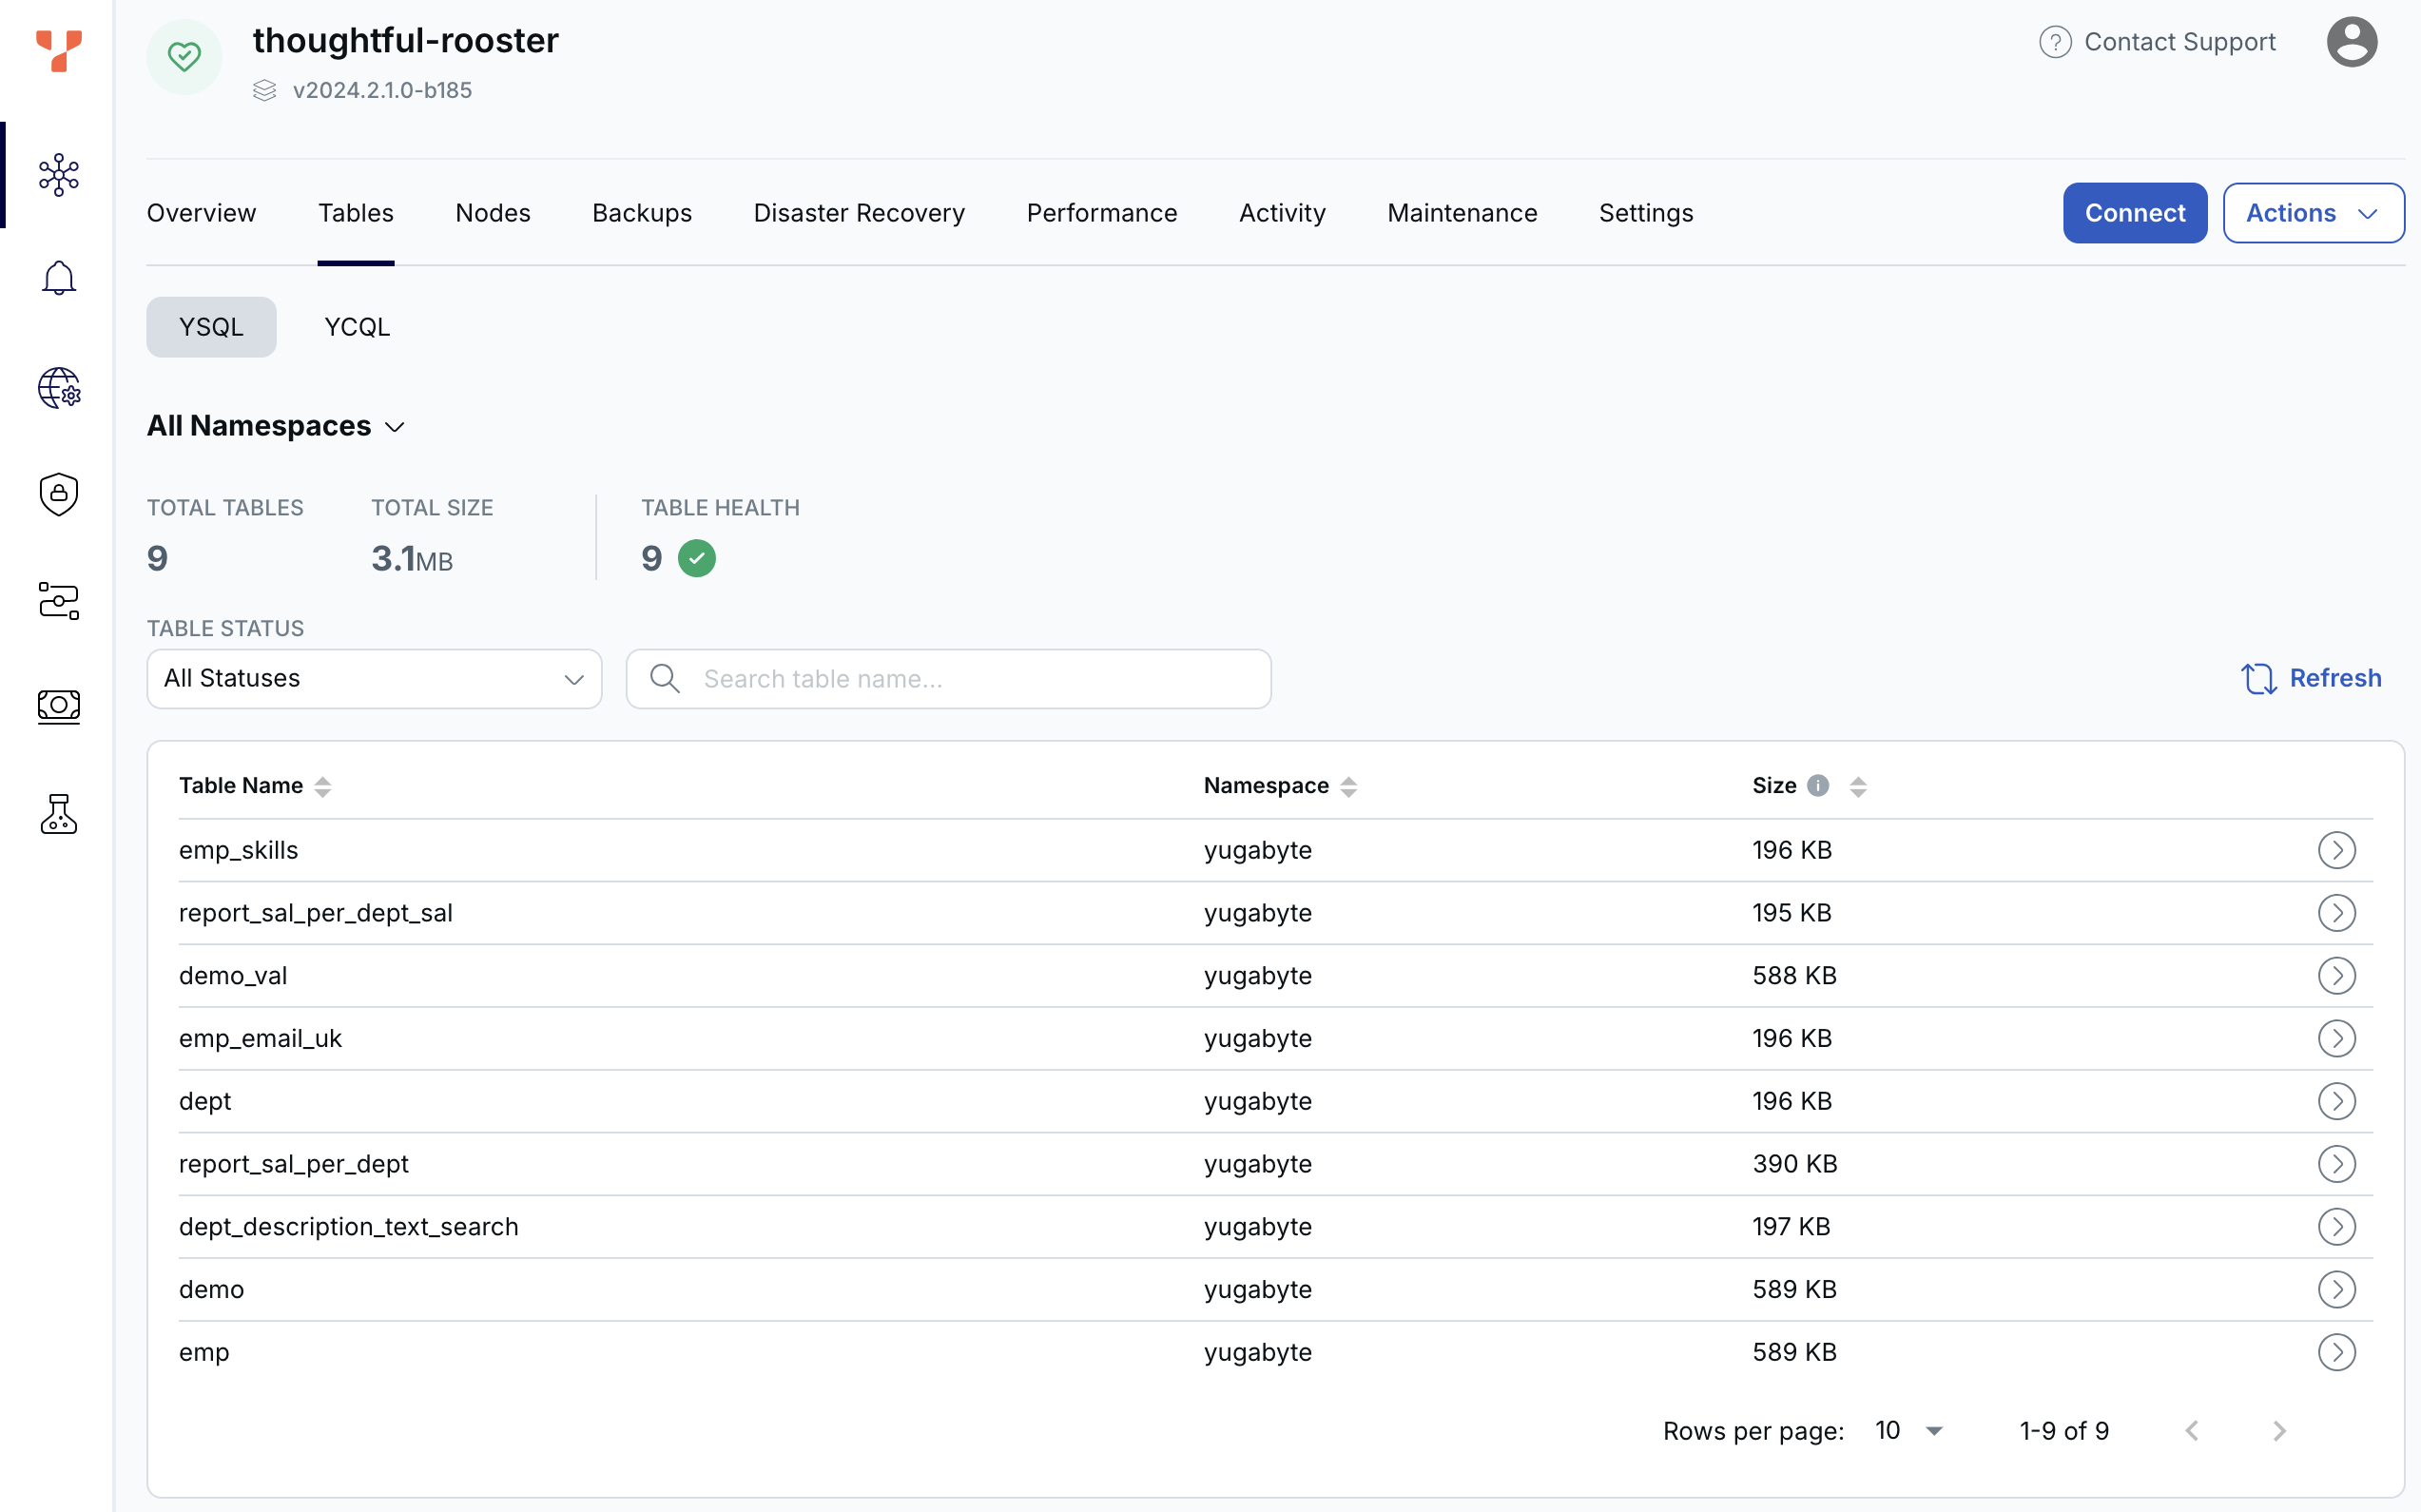 thoughtful-rooster
v2024.2.1.0-b185
? Contact Support
Overview Tables Nodes Backups Disaster Recovery Performance Activity Maintenance Settings Connect Actions
YSQL YCQL
All Namespaces
TOTAL TABLES TOTAL SIZE TABLE HEALTH
9 3.1MB 9
TABLE STATUS
All Statuses Search table name... Refresh
Table Name Namespace Size i
emp_skills yugabyte 196 KB
report_sal_per_dept_sal yugabyte 195 KB
demo_val yugabyte 588 KB
emp_email_uk yugabyte 196 KB
dept yugabyte 196 KB
report_sal_per_dept yugabyte 390 KB
dept_description_text_search yugabyte 197 KB
demo yugabyte 589 KB
emp yugabyte 589 KB
Rows per page: 10 1-9 of 9